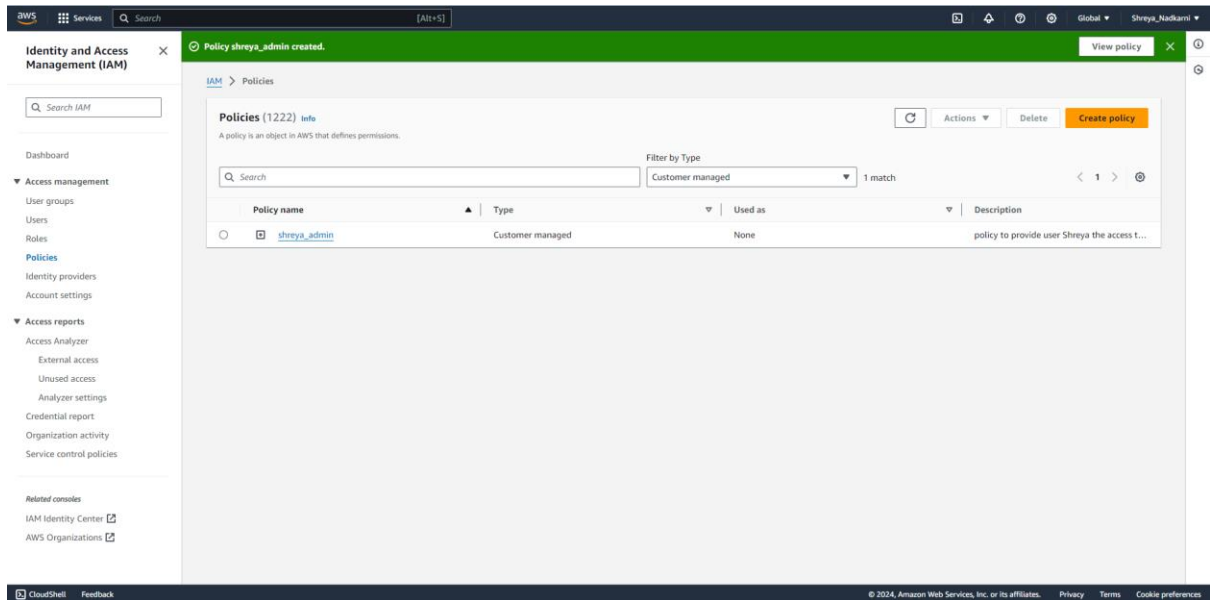 aws Services Search [Alt+S] Global Shreya_Nadkarni
Identity and Access Management (IAM)
Search IAM
Dashboard
Access management
User groups
Users
Roles
Policies
Identity providers
Account settings
Access reports
Access Analyzer
External access
Unused access
Analyzer settings
Credential report
Organization activity
Service control policies
Related consoles
IAM Identity Center
AWS Organizations
Policy shreya_admin created. View policy
IAM > Policies
Policies (1222) Info
Actions Delete Create policy
A policy is an object in AWS that defines permissions.
Filter by Type
Search Customer managed 1 match < 1 >
Policy name Type Used as Description
shreya_admin Customer managed None policy to provide user Shreya the access t...
CloudShell Feedback © 2024, Amazon Web Services, Inc. or its affiliates. Privacy Terms Cookie preferences